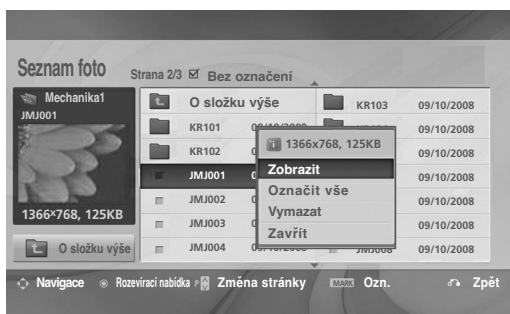 Seznam foto
Strana 2/3 ☑ Bez označení
Mechanika1
JMJ001
1366x768, 125KB
O složku výše
O složku výše
KR101
KR102
JMJ001
JMJ002
JMJ003
JMJ004
1366x768, 125KB
Zobrazit
Označit vše
Vymazat
Zavřít
KR103 09/10/2008
09/10/2008
09/10/2008
09/10/2008
09/10/2008
09/10/2008
JMJ008 09/10/2008
Navigace Rozevírací nabídka P Změna stránky MARK Ozn. Zpět